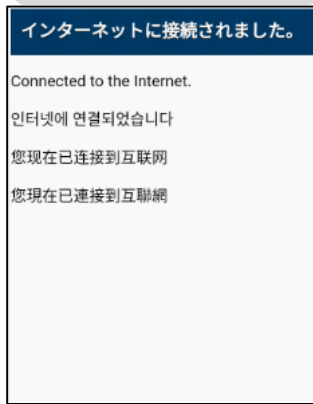 インターネットに接続されました。
Connected to the Internet.
인터넷에 연결되었습니다
您现在已连接到互联网
您現在已連接到互聯網